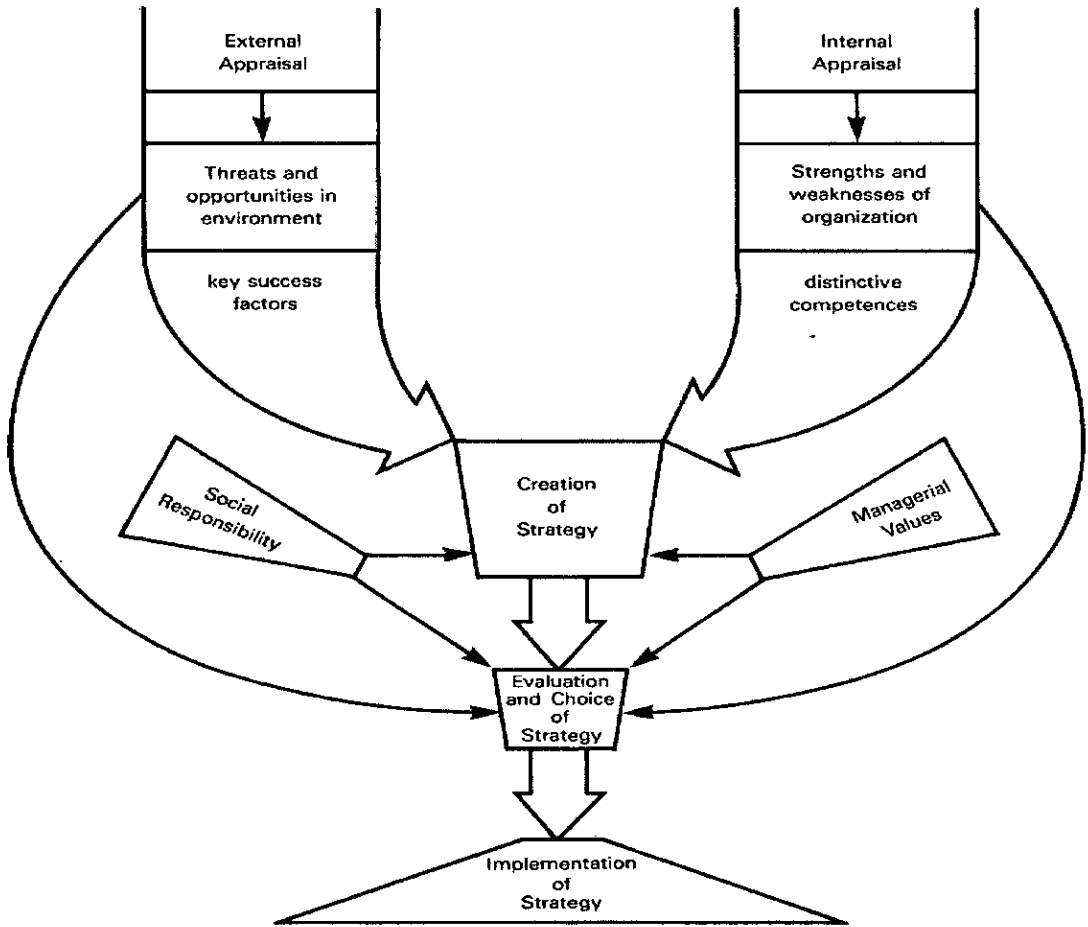 External
Appraisal
Internal
Appraisal
Threats and
opportunities in
environment
Strengths and
weaknesses of
organization
key success
factors
distinctive
competences
Creation
of
Strategy
Social
Responsibility
Managerial
Values
Evaluation
and Choice
of
Strategy
Implementation
of
Strategy